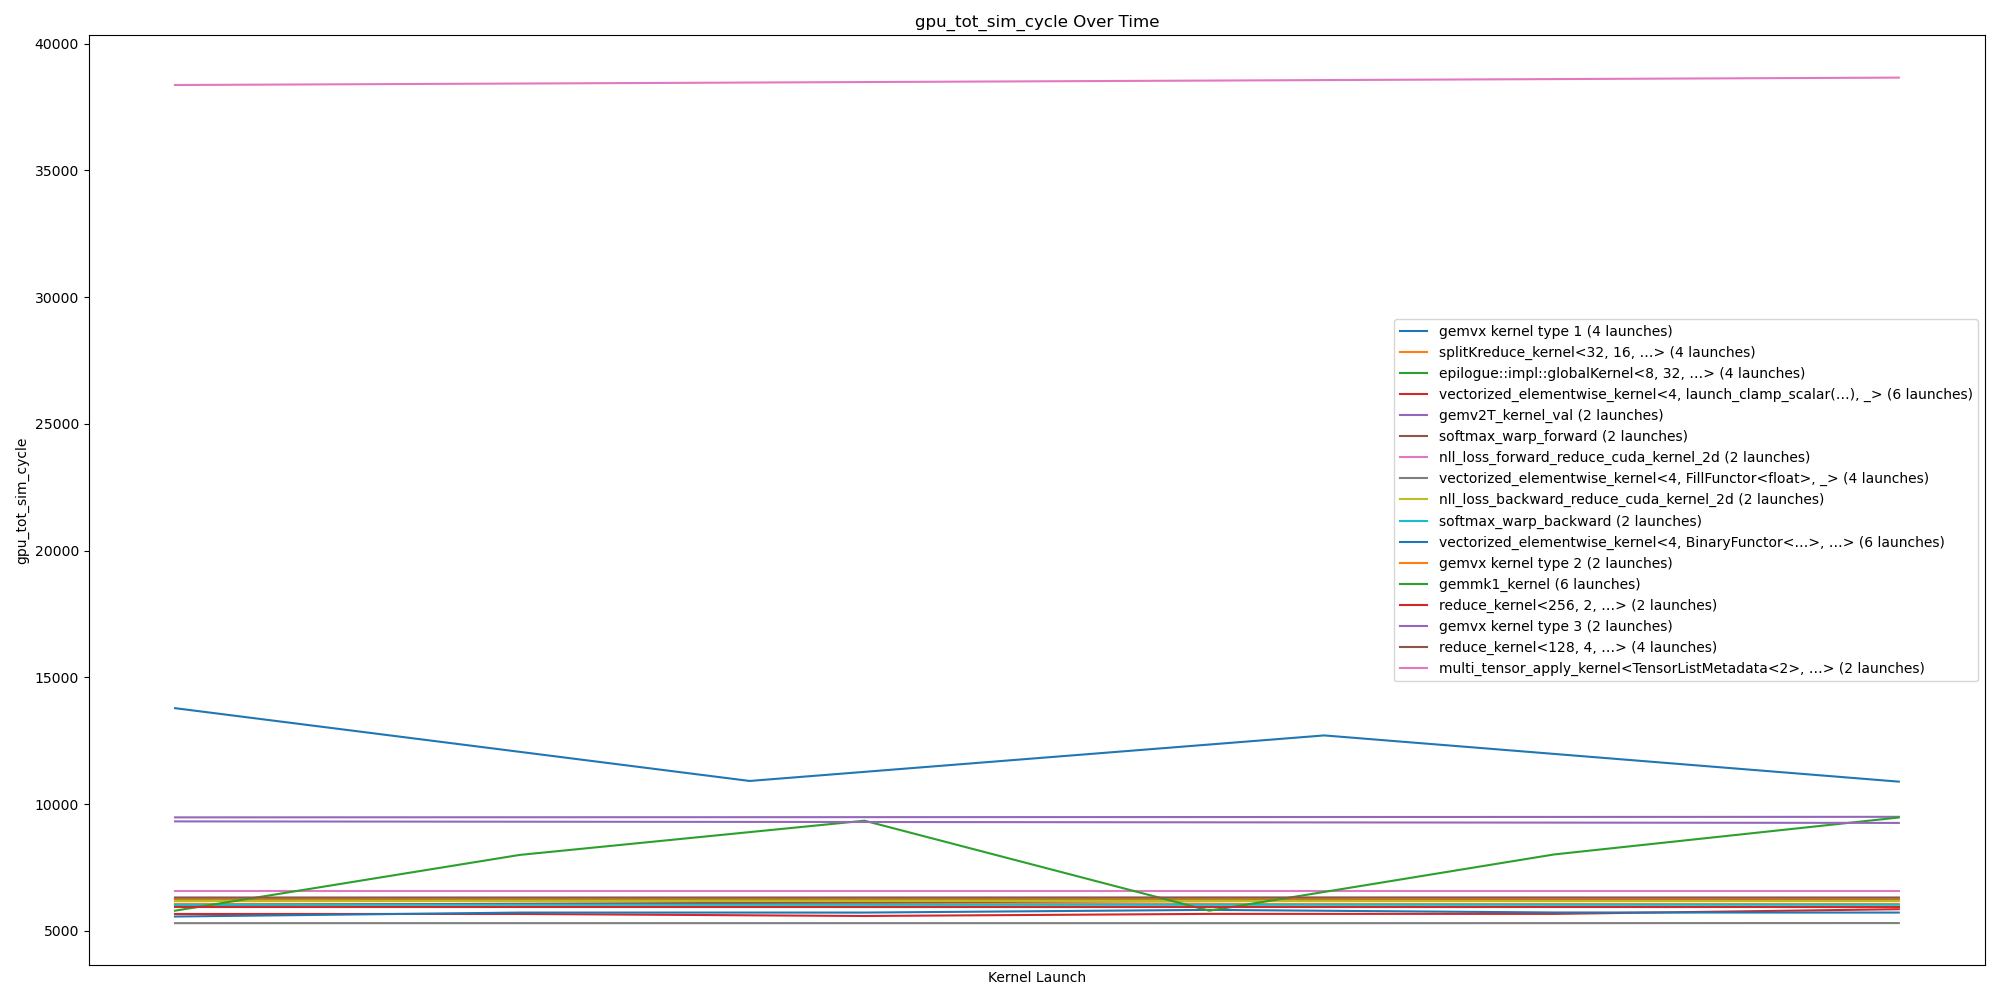 gpu_tot_sim_cycle Over Time
40000
35000
30000
25000
20000
15000
10000
5000
gpu_tot_sim_cycle
Kernel Launch
gemvx kernel type 1 (4 launches)
splitKreduce_kernel<32, 16, ...> (4 launches)
epilogue::impl::globalKernel<8, 32, ...> (4 launches)
vectorized_elementwise_kernel<4, launch_clamp_scalar(...), _> (6 launches)
gemv2T_kernel_val (2 launches)
softmax_warp_forward (2 launches)
nll_loss_forward_reduce_cuda_kernel_2d (2 launches)
vectorized_elementwise_kernel<4, FillFunctor<float>, _> (4 launches)
nll_loss_backward_reduce_cuda_kernel_2d (2 launches)
softmax_warp_backward (2 launches)
vectorized_elementwise_kernel<4, BinaryFunctor<...>, ...> (6 launches)
gemvx kernel type 2 (2 launches)
gemmk1_kernel (6 launches)
reduce_kernel<256, 2, ...> (2 launches)
gemvx kernel type 3 (2 launches)
reduce_kernel<128, 4, ...> (4 launches)
multi_tensor_apply_kernel<TensorListMetadata<2>, ...> (2 launches)